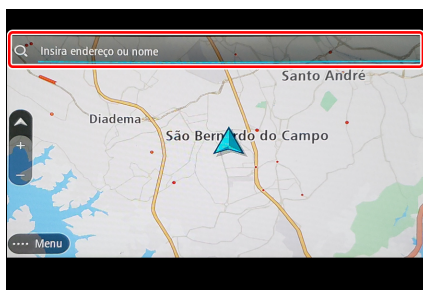 Insira endereço ou nome
Santo André
Diadema
São Bernardo do Campo
Menu